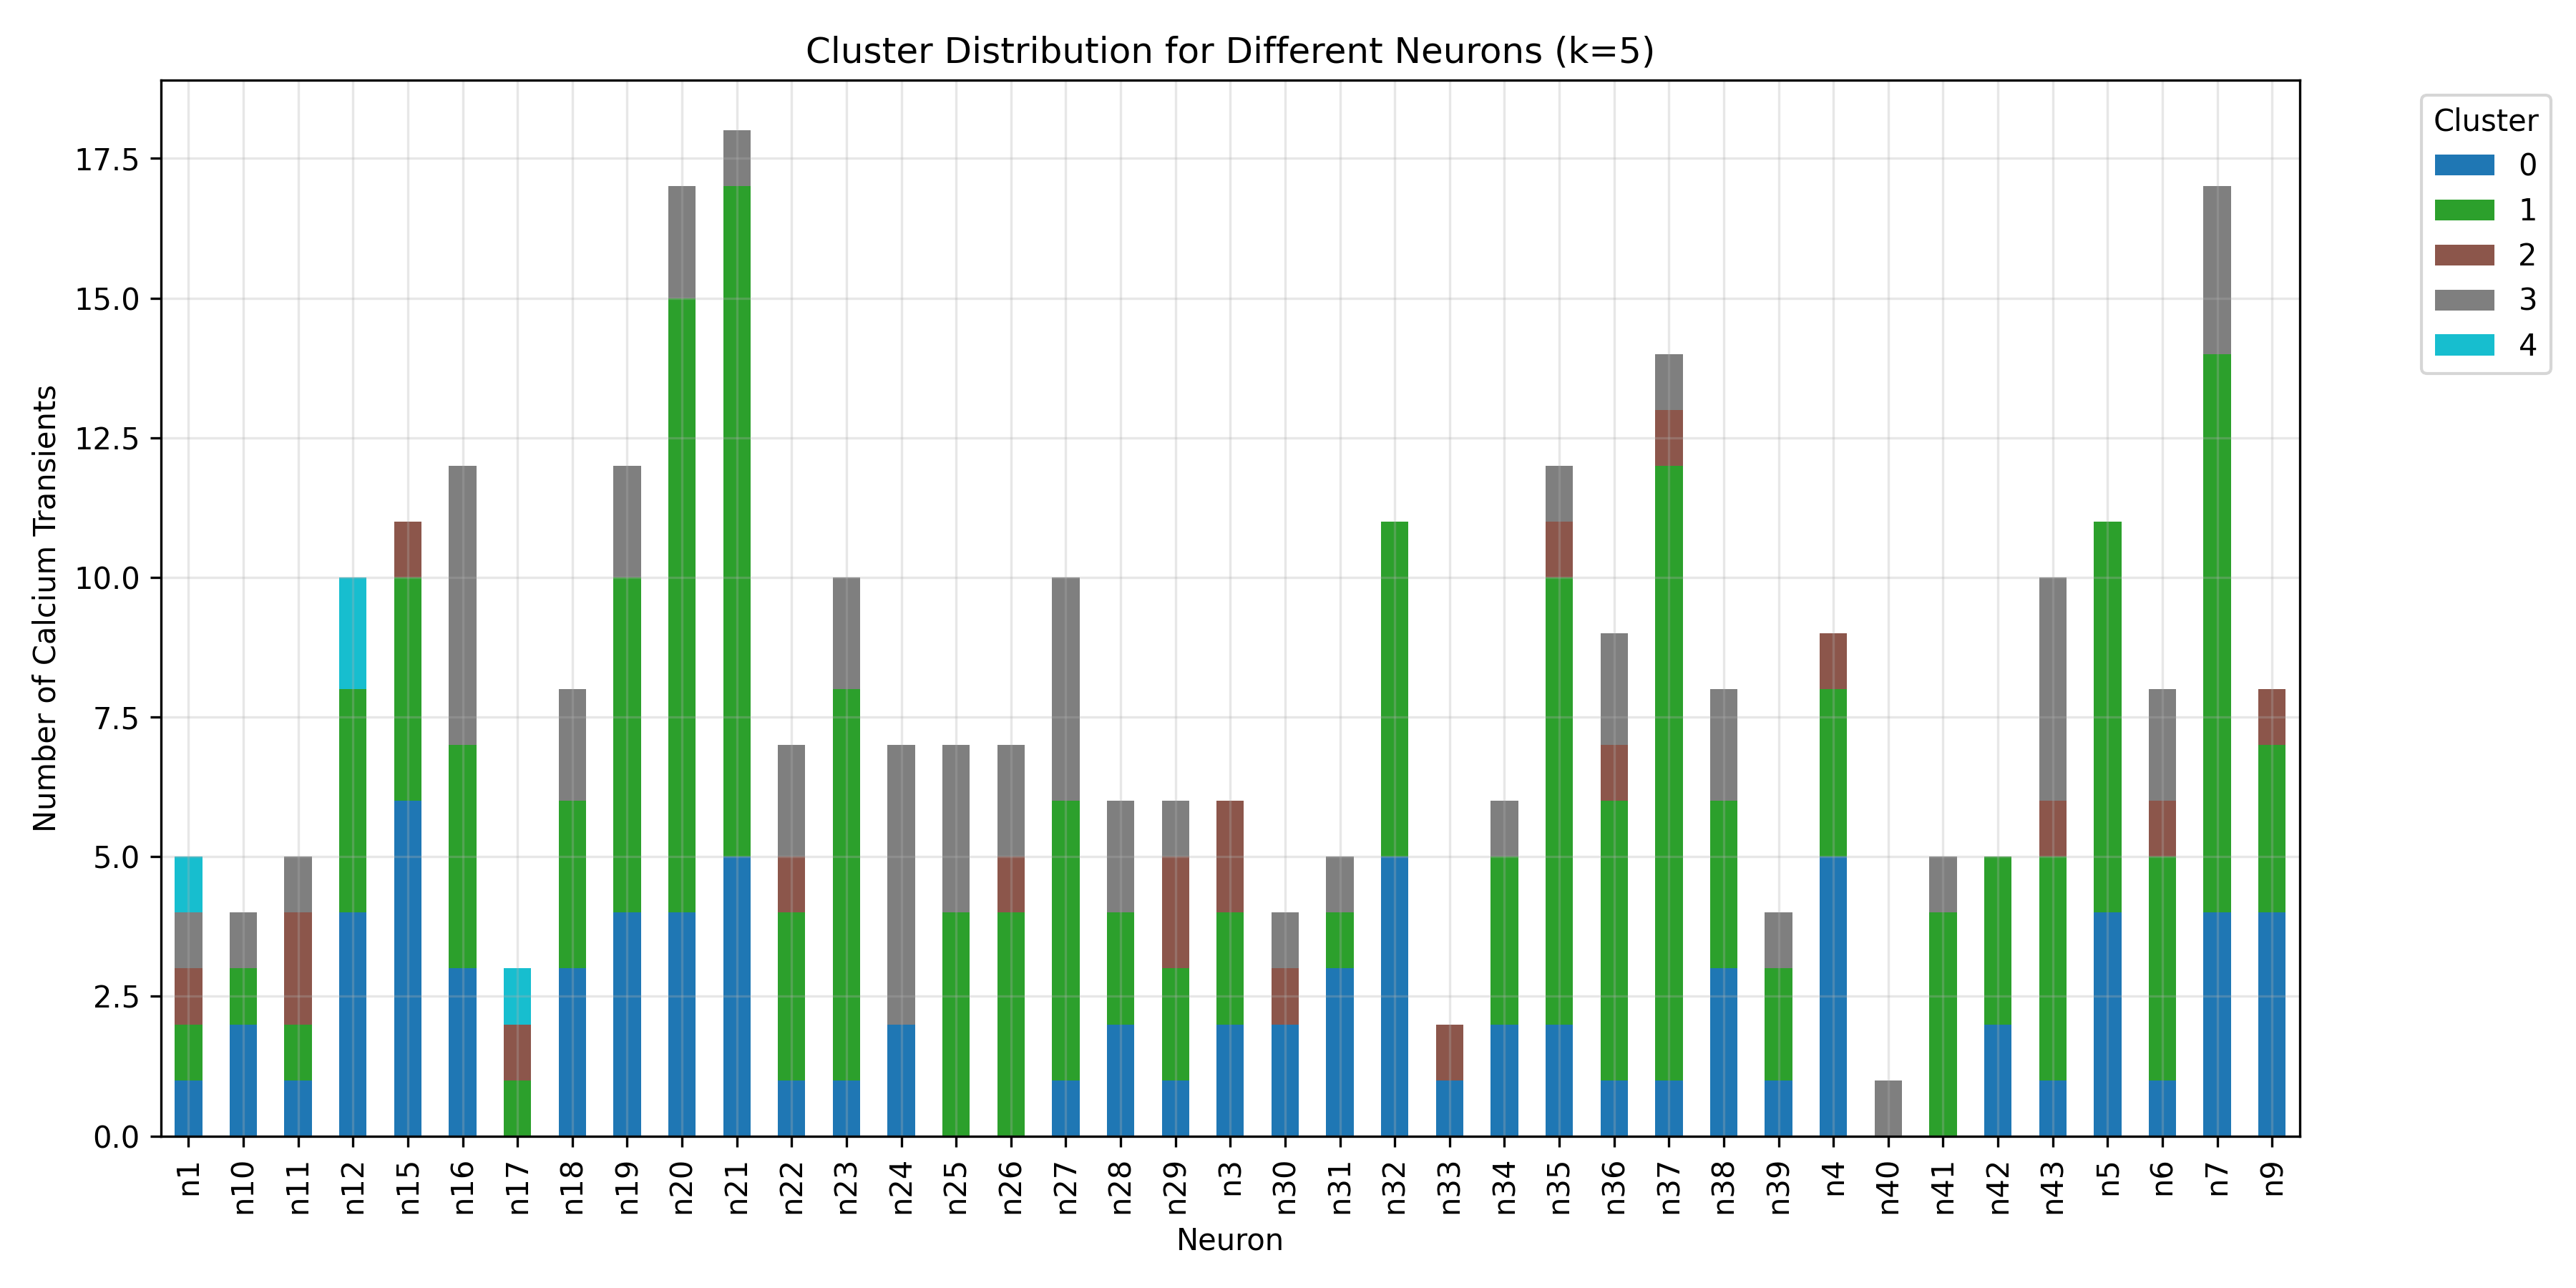 Cluster Distribution for Different Neurons (k=5)
Number of Calcium Transients
17.5
15.0
12.5
10.0
7.5
5.0
2.5
0.0
n1 n10 n11 n12 n15 n16 n17 n18 n19 n20 n21 n22 n23 n24 n25 n26 n27 n28 n29 n3 n30 n31 n32 n33 n34 n35 n36 n37 n38 n39 n4 n40 n41 n42 n43 n5 n6 n7 n9
Neuron
Cluster
0
1
2
3
4